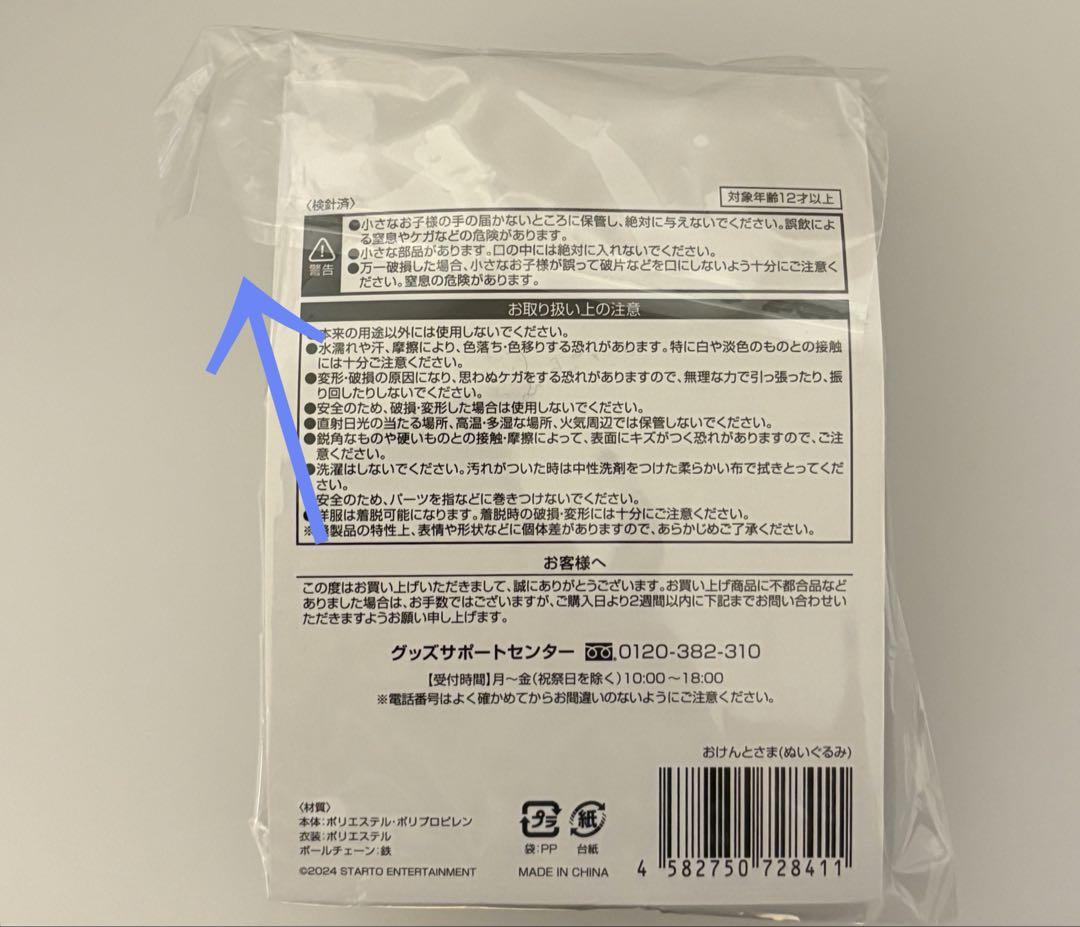 〈検針済〉
対象年齢12才以上
警告
●小さなお子様の手の届かないところに保管し、絶対に与えないでください。誤飲によ
る窒息やケガなどの危険があります。
●小さな部品があります。口の中には絶対に入れないでください。
●万一破損した場合、小さなお子様が誤って破片などを口にしないよう十分にご注意く
ださい。窒息の危険があります。
お取り扱い上の注意
本来の用途以外には使用しないでください。
●水濡れや汗、摩擦により、色落ち・色移りする恐れがあります。特に白や淡色のものとの接触
には十分ご注意ください。
●変形・破損の原因になり、思わぬケガをする恐れがありますので、無理な力で引っ張ったり、振
り回したりしないでください。
●安全のため、破損・変形した場合は使用しないでください。
●直射日光の当たる場所、高温・多湿な場所、火気周辺では保管しないでください。
●鋭角なものや硬いものとの接触・摩擦によって、表面にキズがつく恐れがありますので、ご注
意ください。
●洗濯はしないでください。汚れがついた時は中性洗剤をつけた柔らかい布で拭きとってくだ
さい。
安全のため、パーツを指などに巻きつけないでください。
●洋服は着脱可能になります。着脱時の破損・変形には十分にご注意ください。
※製品の特性上、表情や形状などに個体差がありますので、あらかじめご了承ください。
お客様へ
この度はお買い上げいただきまして、誠にありがとうございます。お買い上げ商品に不都合品など
ありました場合は、お手数ではございますが、ご購入日より2週間以内に下記までお問い合わせい
ただきますようお願い申し上げます。
グッズサポートセンター 0120-382-310
【受付時間】月～金(祝祭日を除く)10:00～18:00
※電話番号はよく確かめてからお間違いのないようにご注意ください。
おけんとさま(ぬいぐるみ)
〈材質〉
本体:ポリエステル・ポリプロピレン
衣装:ポリエステル
ボールチェーン:鉄
©2024 STARTO ENTERTAINMENT
プラ
袋:PP
紙
台紙
MADE IN CHINA
4 582750 728411